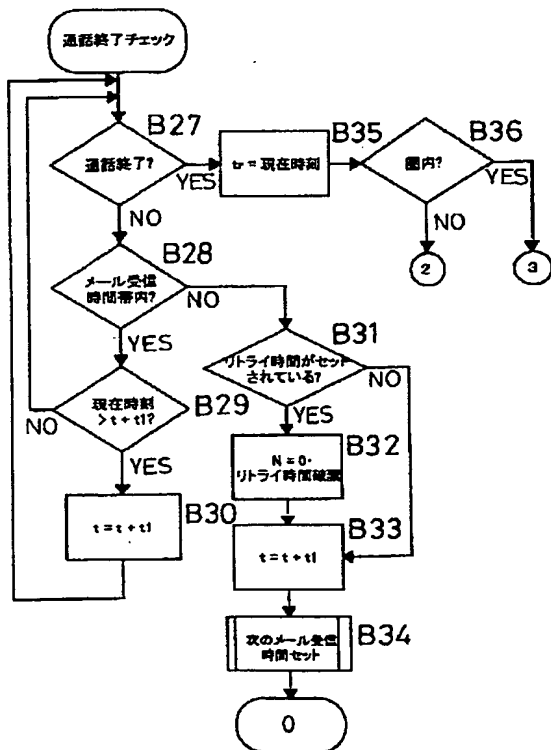 通話終了チェック
B27
通話終了?
YES
NO
B35
tr = 現在時刻
B36
圏内?
YES
NO
2
3
B28
メール受信
時間帯内?
NO
YES
B29
現在時刻
> t + t1?
NO
YES
B30
t = t + t1
B31
リトライ時間がセット
されている?
NO
YES
B32
N = 0・
リトライ時間破棄
B33
t = t + t1
B34
次のメール受信
時間セット
0